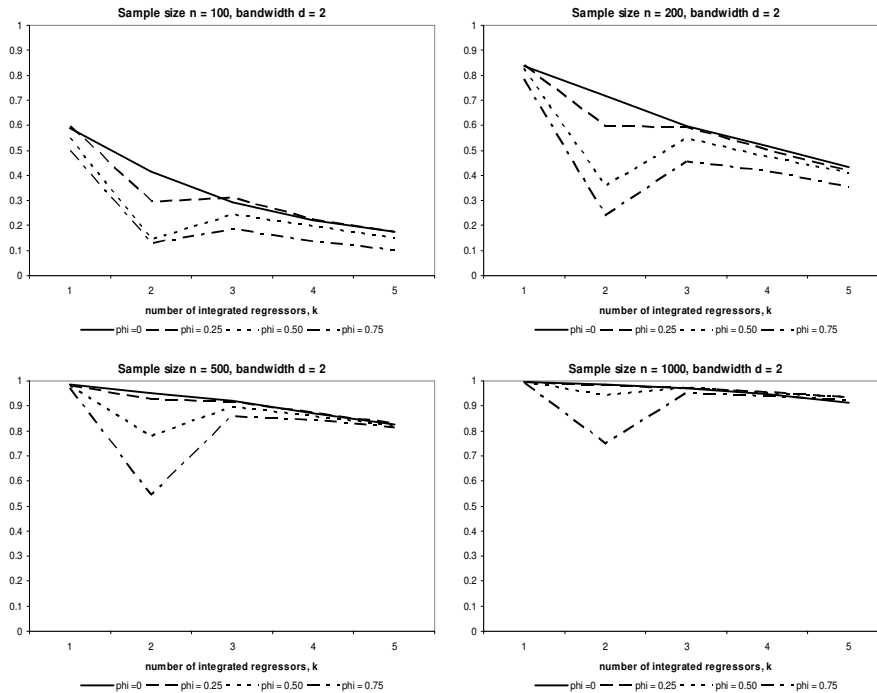 Sample size n = 100, bandwidth d = 2
1
0.9
0.8
0.7
0.6
0.5
0.4
0.3
0.2
0.1
0
1 2 3 4 5
number of integrated regressors, k
phi =0 phi = 0.25 phi = 0.50 phi = 0.75
Sample size n = 200, bandwidth d = 2
1
0.9
0.8
0.7
0.6
0.5
0.4
0.3
0.2
0.1
0
1 2 3 4 5
number of integrated regressors, k
phi =0 phi = 0.25 phi = 0.50 phi = 0.75
Sample size n = 500, bandwidth d = 2
1
0.9
0.8
0.7
0.6
0.5
0.4
0.3
0.2
0.1
0
1 2 3 4 5
number of integrated regressors, k
phi =0 phi = 0.25 phi = 0.50 phi = 0.75
Sample size n = 1000, bandwidth d = 2
1
0.9
0.8
0.7
0.6
0.5
0.4
0.3
0.2
0.1
0
1 2 3 4 5
number of integrated regressors, k
phi =0 phi = 0.25 phi = 0.50 phi = 0.75